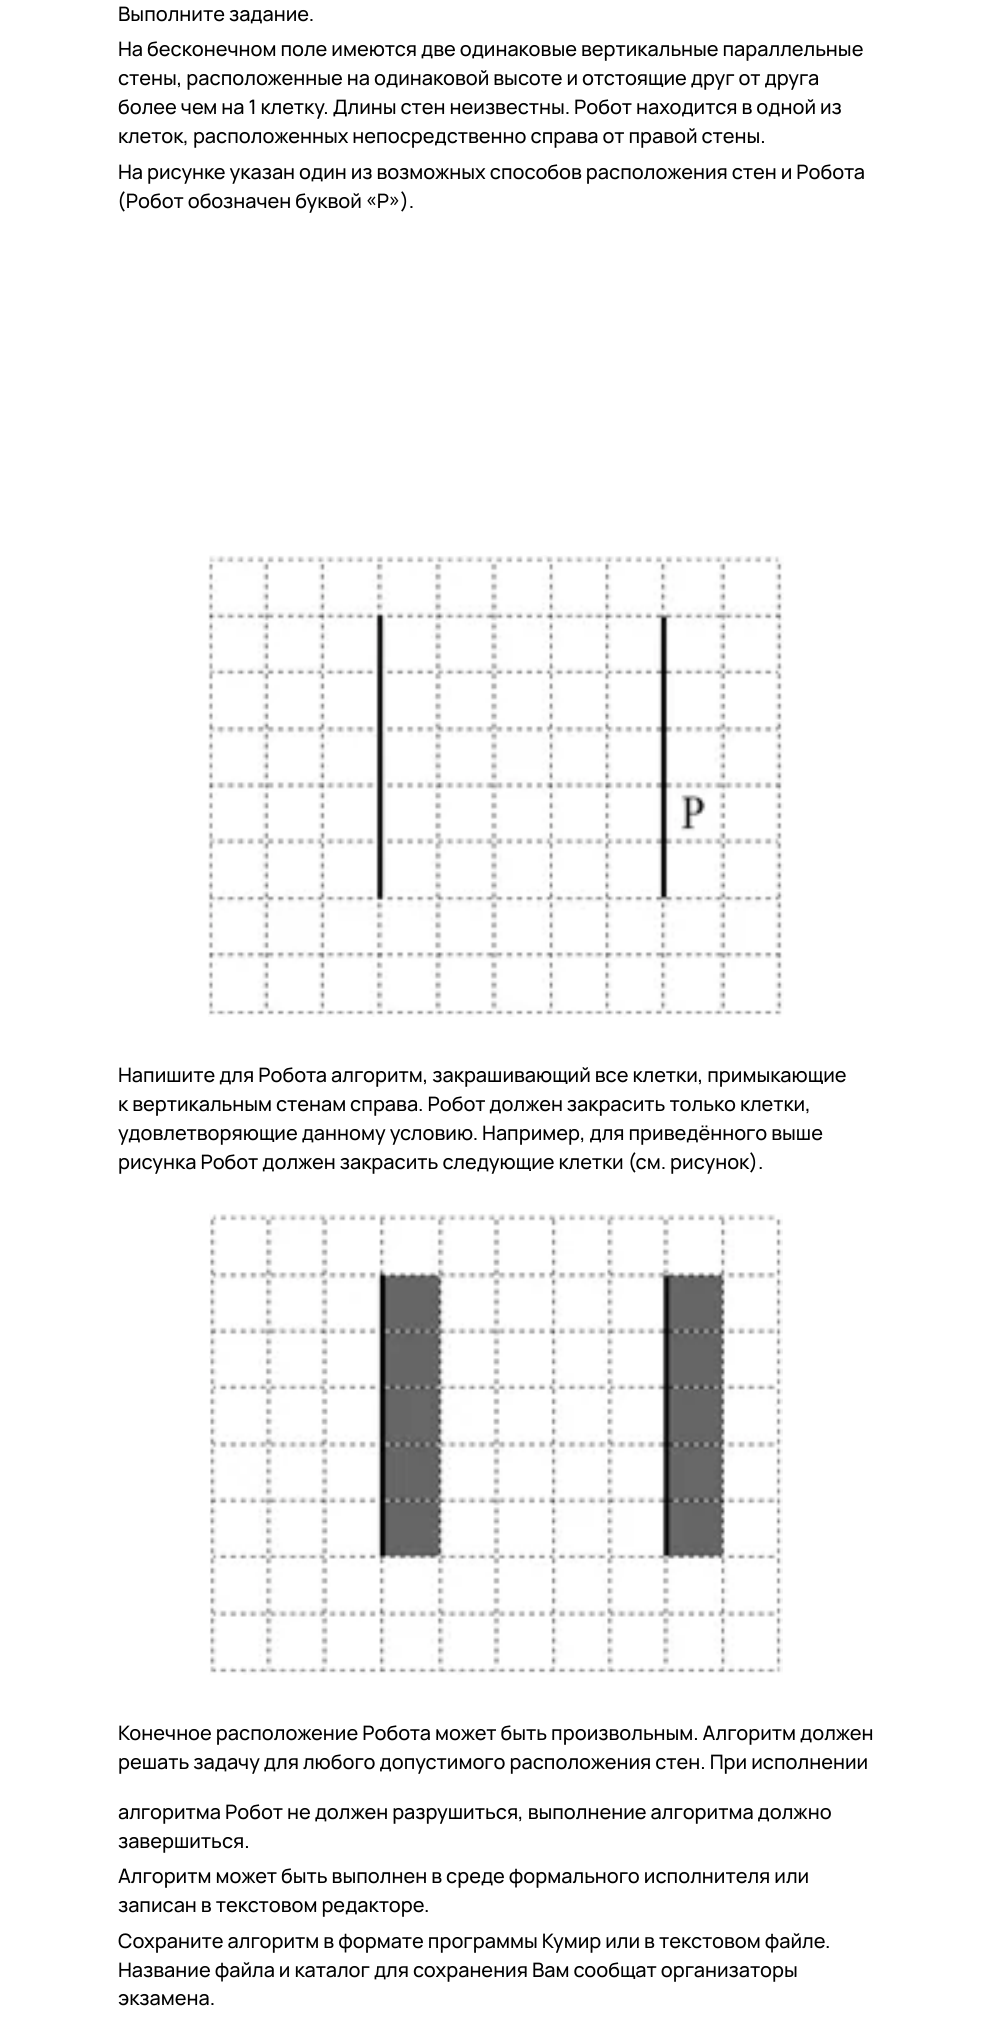 Выполните задание.
На бесконечном поле имеются две одинаковые вертикальные параллельные
стены, расположенные на одинаковой высоте и отстоящие друг от друга
более чем на 1 клетку. Длины стен неизвестны. Робот находится в одной из
клеток, расположенных непосредственно справа от правой стены.
На рисунке указан один из возможных способов расположения стен и Робота
(Робот обозначен буквой «Р»).
Р
Напишите для Робота алгоритм, закрашивающий все клетки, примыкающие
к вертикальным стенам справа. Робот должен закрасить только клетки,
удовлетворяющие данному условию. Например, для приведённого выше
рисунка Робот должен закрасить следующие клетки (см. рисунок).
Конечное расположение Робота может быть произвольным. Алгоритм должен
решать задачу для любого допустимого расположения стен. При исполнении
алгоритма Робот не должен разрушиться, выполнение алгоритма должно
завершиться.
Алгоритм может быть выполнен в среде формального исполнителя или
записан в текстовом редакторе.
Сохраните алгоритм в формате программы Кумир или в текстовом файле.
Название файла и каталог для сохранения Вам сообщат организаторы
экзамена.